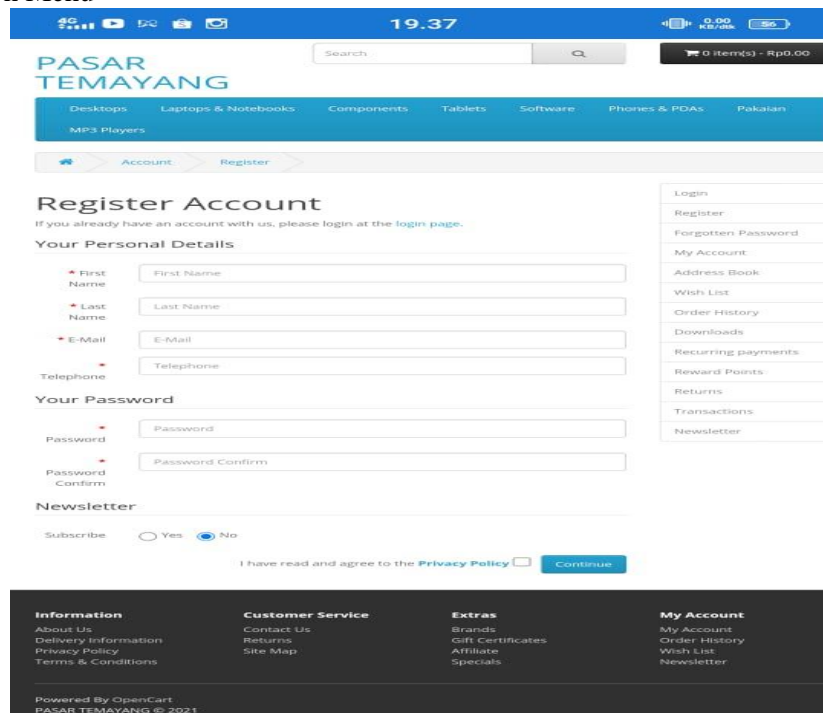 19.37
0.00
KB/dtk
56
PASAR
TEMAYANG
Search
0 item(s) - Rp0.00
Desktops Laptops & Notebooks Components Tablets Software Phones & PDAs Pakaian
MP3 Players
Account Register
Register Account
If you already have an account with us, please login at the login page.
Your Personal Details
* First Name
First Name
* Last Name
Last Name
* E-Mail
E-Mail
* Telephone
Telephone
Your Password
* Password
Password
* Password Confirm
Password Confirm
Newsletter
Subscribe Yes No
I have read and agree to the Privacy Policy Continue
Login
Register
Forgotten Password
My Account
Address Book
Wish List
Order History
Downloads
Recurring payments
Reward Points
Returns
Transactions
Newsletter
Information
About Us
Delivery Information
Privacy Policy
Terms & Conditions
Customer Service
Contact Us
Returns
Site Map
Extras
Brands
Gift Certificates
Affiliate
Specials
My Account
My Account
Order History
Wish List
Newsletter
Powered By OpenCart
PASAR TEMAYANG © 2021